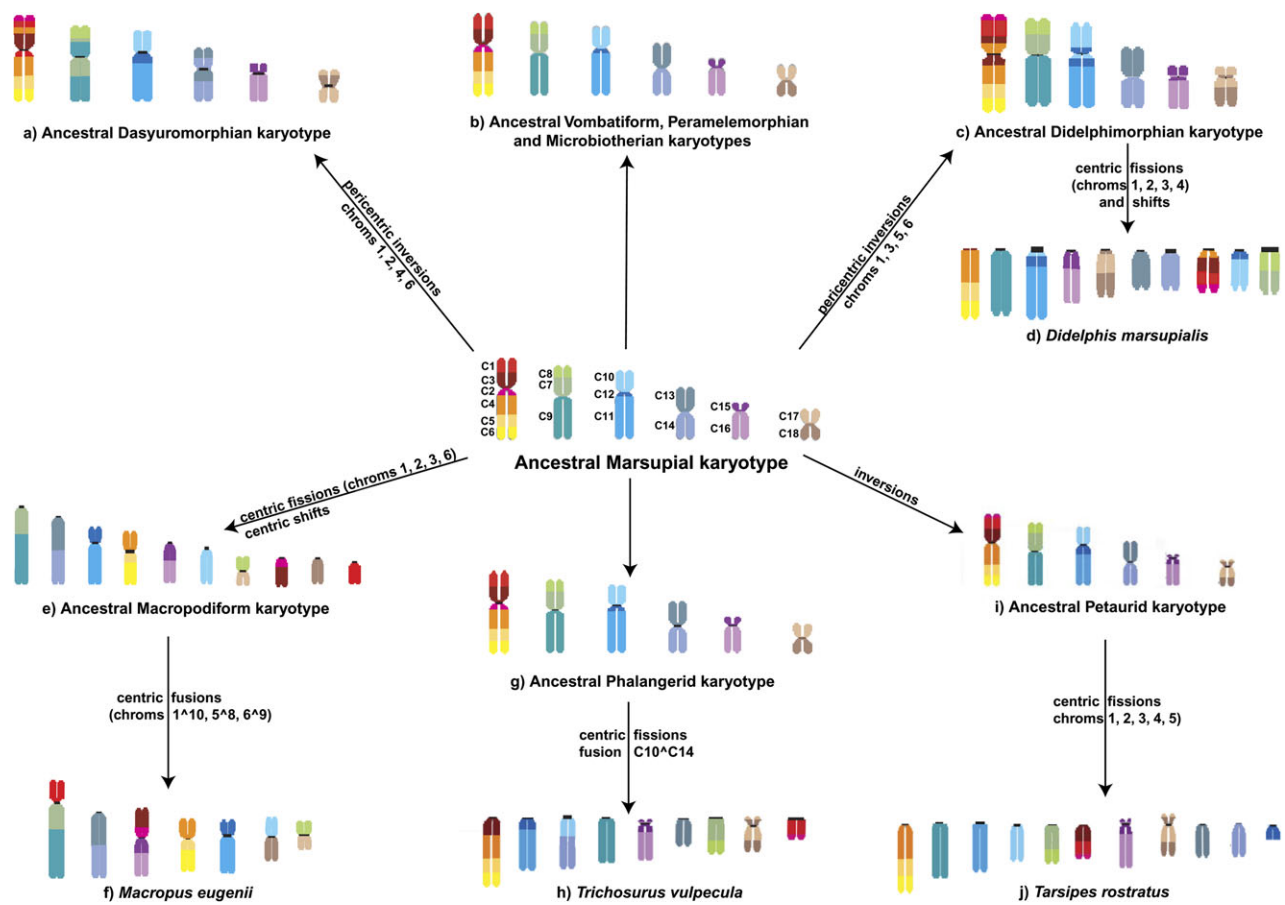 a) Ancestral Dasyuromorphian karyotype
b) Ancestral Vombatiform, Peramelemorphian
and Microbiotherian karyotypes
c) Ancestral Didelphimorphian karyotype
pericentric inversions
chroms 1, 2, 4, 6
pericentric inversions
chroms 1, 3, 5, 6
centric fissions
(chroms 1, 2, 3, 4)
and shifts
d) Didelphis marsupialis
C1
C3
C2
C4
C5
C6
C8
C7
C9
C10
C12
C11
C13
C14
C15
C16
C17
C18
Ancestral Marsupial karyotype
centric fissions (chroms 1, 2, 3, 6)
centric shifts
inversions
e) Ancestral Macropodiform karyotype
g) Ancestral Phalangerid karyotype
i) Ancestral Petaurid karyotype
centric fusions
(chroms 1^10, 5^8, 6^9)
centric fissions
fusion C10^C14
centric fissions
chroms 1, 2, 3, 4, 5)
f) Macropus eugenii
h) Trichosurus vulpecula
j) Tarsipes rostratus